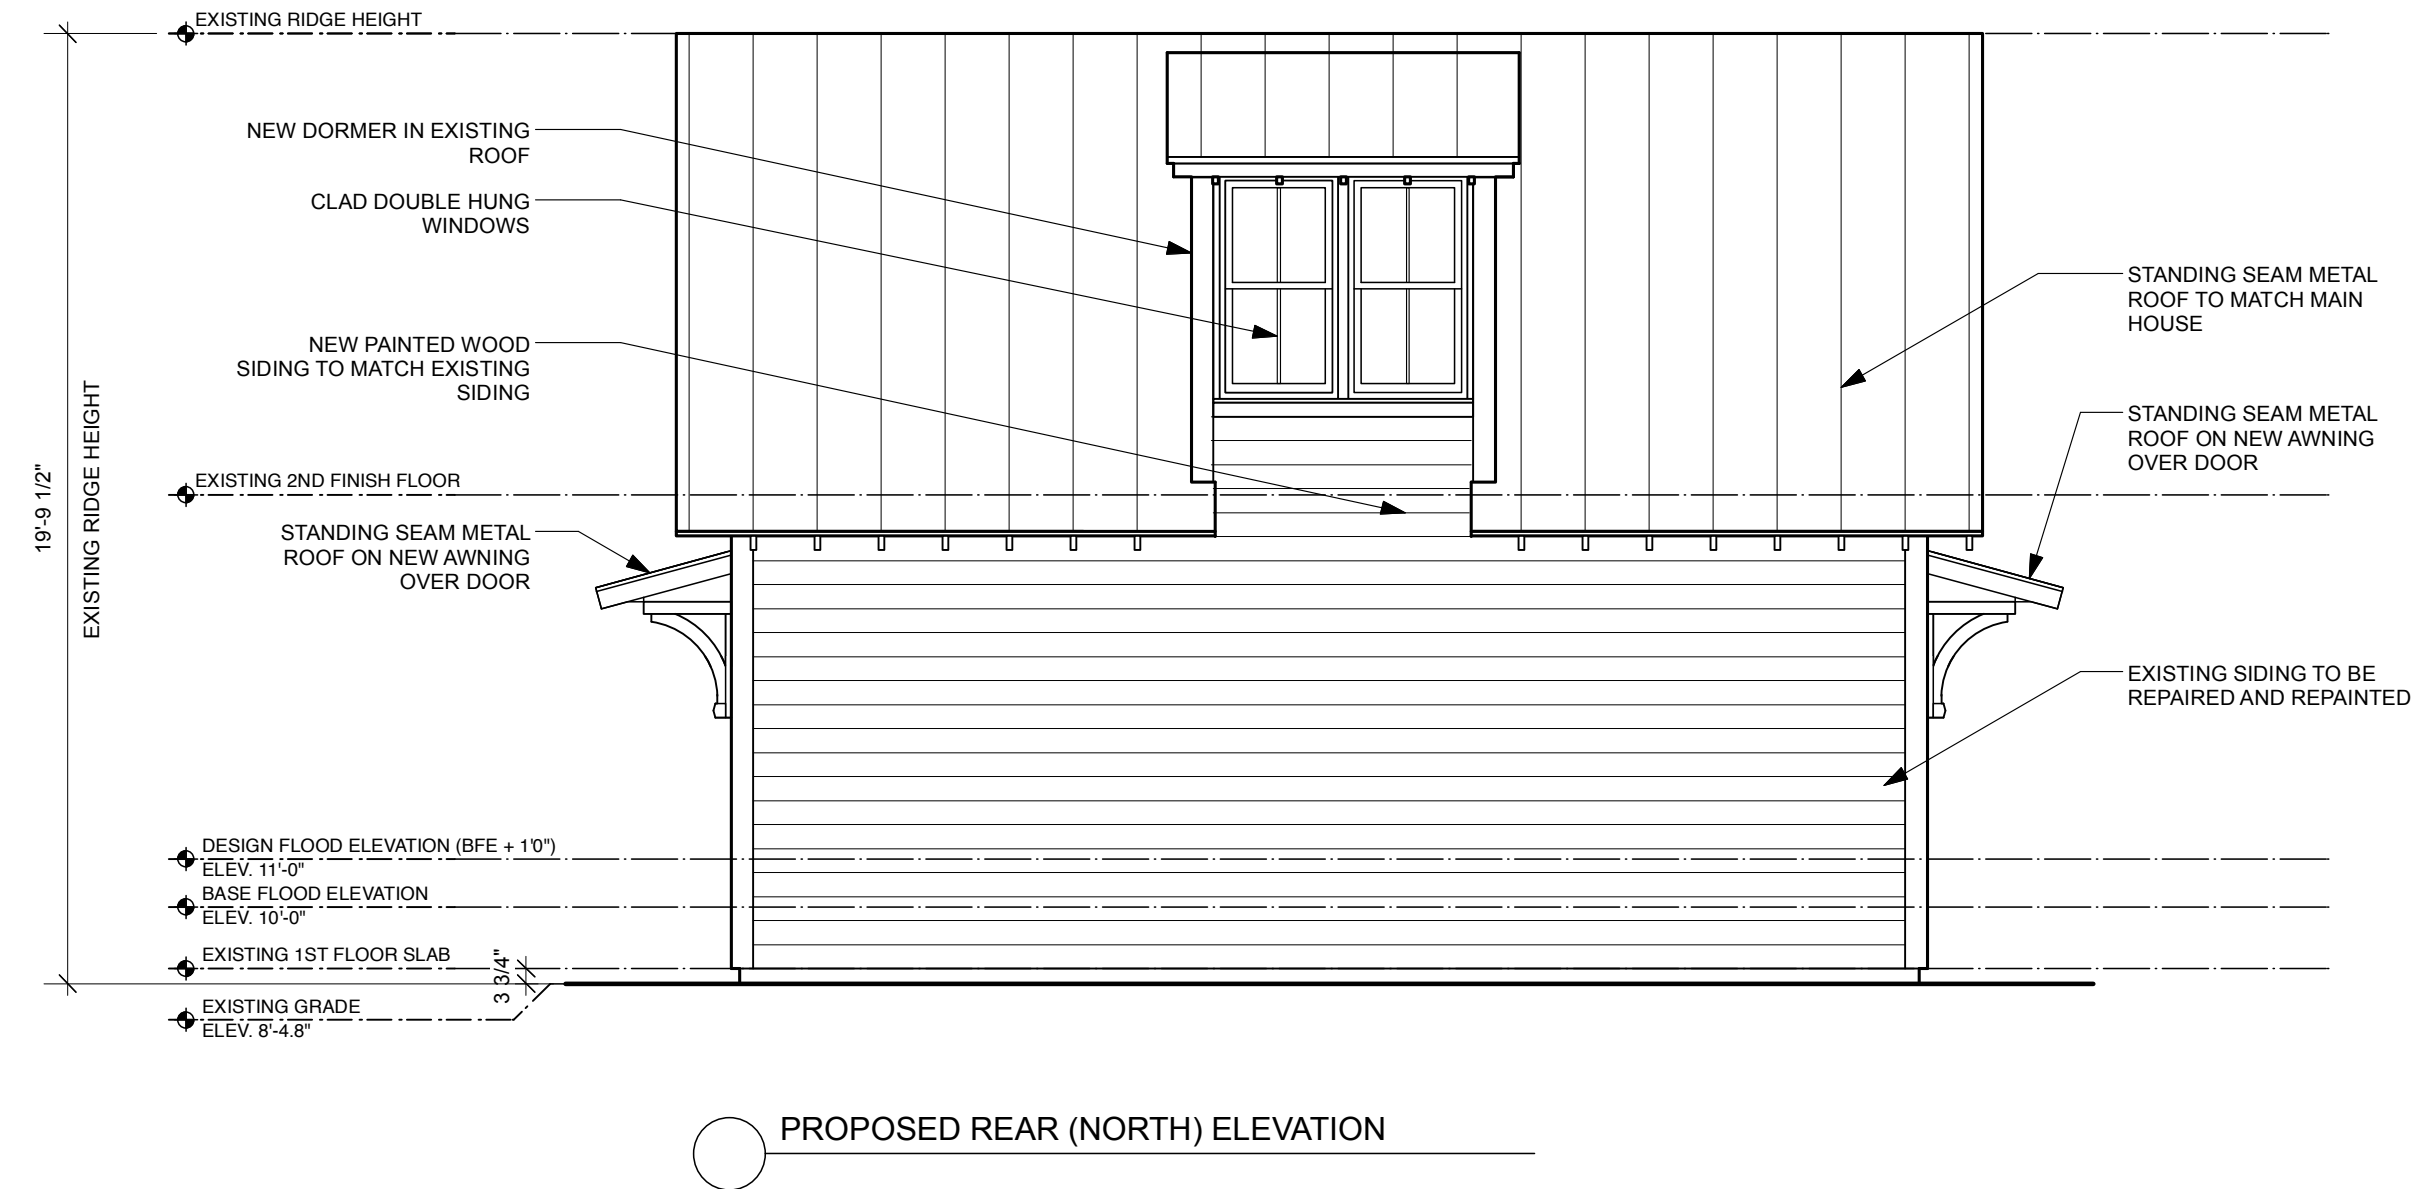 EXISTING RIDGE HEIGHT
NEW DORMER IN EXISTING
ROOF
CLAD DOUBLE HUNG
WINDOWS
NEW PAINTED WOOD
SIDING TO MATCH EXISTING
SIDING
19'-9 1/2"
EXISTING RIDGE HEIGHT
EXISTING 2ND FINISH FLOOR
STANDING SEAM METAL
ROOF ON NEW AWNING
OVER DOOR
STANDING SEAM METAL
ROOF TO MATCH MAIN
HOUSE
STANDING SEAM METAL
ROOF ON NEW AWNING
OVER DOOR
EXISTING SIDING TO BE
REPAIRED AND REPAINTED
DESIGN FLOOD ELEVATION (BFE + 1'0")
ELEV. 11'-0"
BASE FLOOD ELEVATION
ELEV. 10'-0"
EXISTING 1ST FLOOR SLAB
3 3/4"
EXISTING GRADE
ELEV. 8'-4.8"
PROPOSED REAR (NORTH) ELEVATION